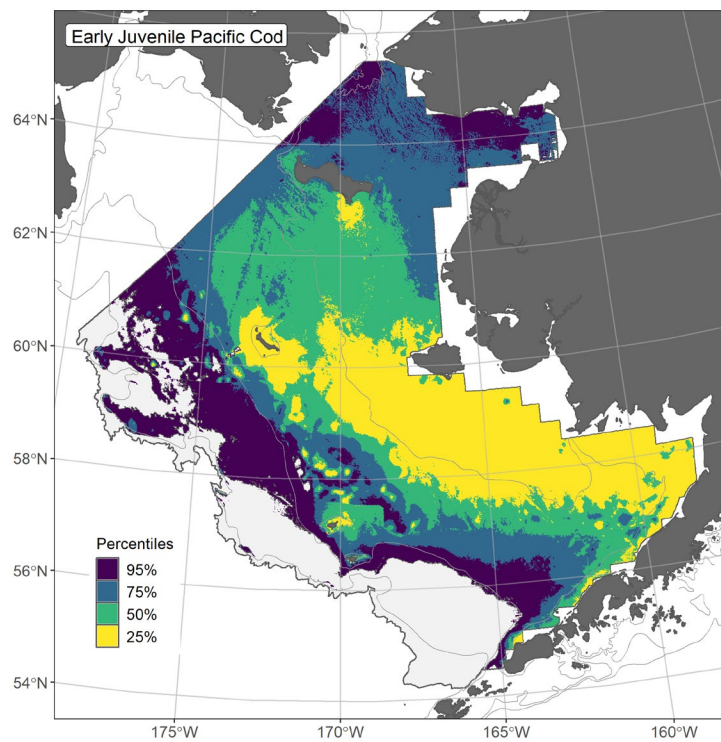 Early Juvenile Pacific Cod
64°N
62°N
60°N
58°N
56°N
54°N
Percentiles
95%
75%
50%
25%
175°W
170°W
165°W
160°W